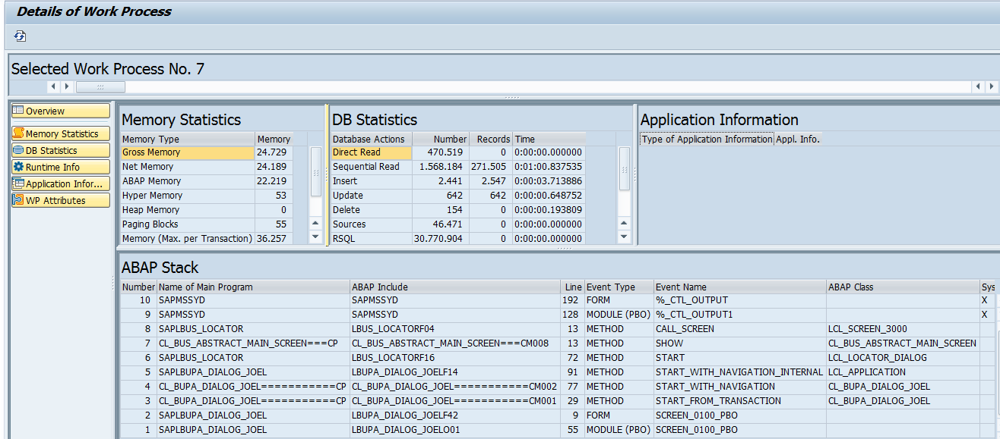 Details of Work Process
Selected Work Process No. 7
Overview
Memory Statistics
DB Statistics
Runtime Info
Application Infor...
WP Attributes
Memory Statistics
Memory Type Memory
Gross Memory 24.729
Net Memory 24.189
ABAP Memory 22.219
Hyper Memory 53
Heap Memory 0
Paging Blocks 55
Memory (Max. per Transaction) 36.257
DB Statistics
Database Actions Number Records Time
Direct Read 470.519 0 0:00:00.000000
Sequential Read 1.568.184 271.505 0:01:00.837535
Insert 2.441 2.547 0:00:03.713886
Update 642 642 0:00:00.648752
Delete 154 0 0:00:00.193809
Sources 46.471 0 0:00:00.000000
RSQL 30.770.904 0 0:00:00.000000
Application Information
Type of Application Information Appl. Info.
ABAP Stack
Number Name of Main Program ABAP Include Line Event Type Event Name ABAP Class Sys
10 SAPMSSYD SAPMSSYD 192 FORM %_CTL_OUTPUT X
9 SAPMSSYD SAPMSSYD 128 MODULE (PBO) %_CTL_OUTPUT1 X
8 SAPLBUS_LOCATOR LBUS_LOCATORF04 13 METHOD CALL_SCREEN LCL_SCREEN_3000
7 CL_BUS_ABSTRACT_MAIN_SCREEN===CP CL_BUS_ABSTRACT_MAIN_SCREEN===CM008 13 METHOD SHOW CL_BUS_ABSTRACT_MAIN_SCREEN
6 SAPLBUS_LOCATOR LBUS_LOCATORF16 72 METHOD START LCL_LOCATOR_DIALOG
5 SAPLBUPA_DIALOG_JOEL LBUPA_DIALOG_JOELF14 91 METHOD START_WITH_NAVIGATION_INTERNAL LCL_APPLICATION
4 CL_BUPA_DIALOG_JOEL===========CP CL_BUPA_DIALOG_JOEL===========CM002 77 METHOD START_WITH_NAVIGATION CL_BUPA_DIALOG_JOEL
3 CL_BUPA_DIALOG_JOEL===========CP CL_BUPA_DIALOG_JOEL===========CM001 29 METHOD START_FROM_TRANSACTION CL_BUPA_DIALOG_JOEL
2 SAPLBUPA_DIALOG_JOEL LBUPA_DIALOG_JOELF42 9 FORM SCREEN_0100_PBO
1 SAPLBUPA_DIALOG_JOEL LBUPA_DIALOG_JOELO01 55 MODULE (PBO) SCREEN_0100_PBO